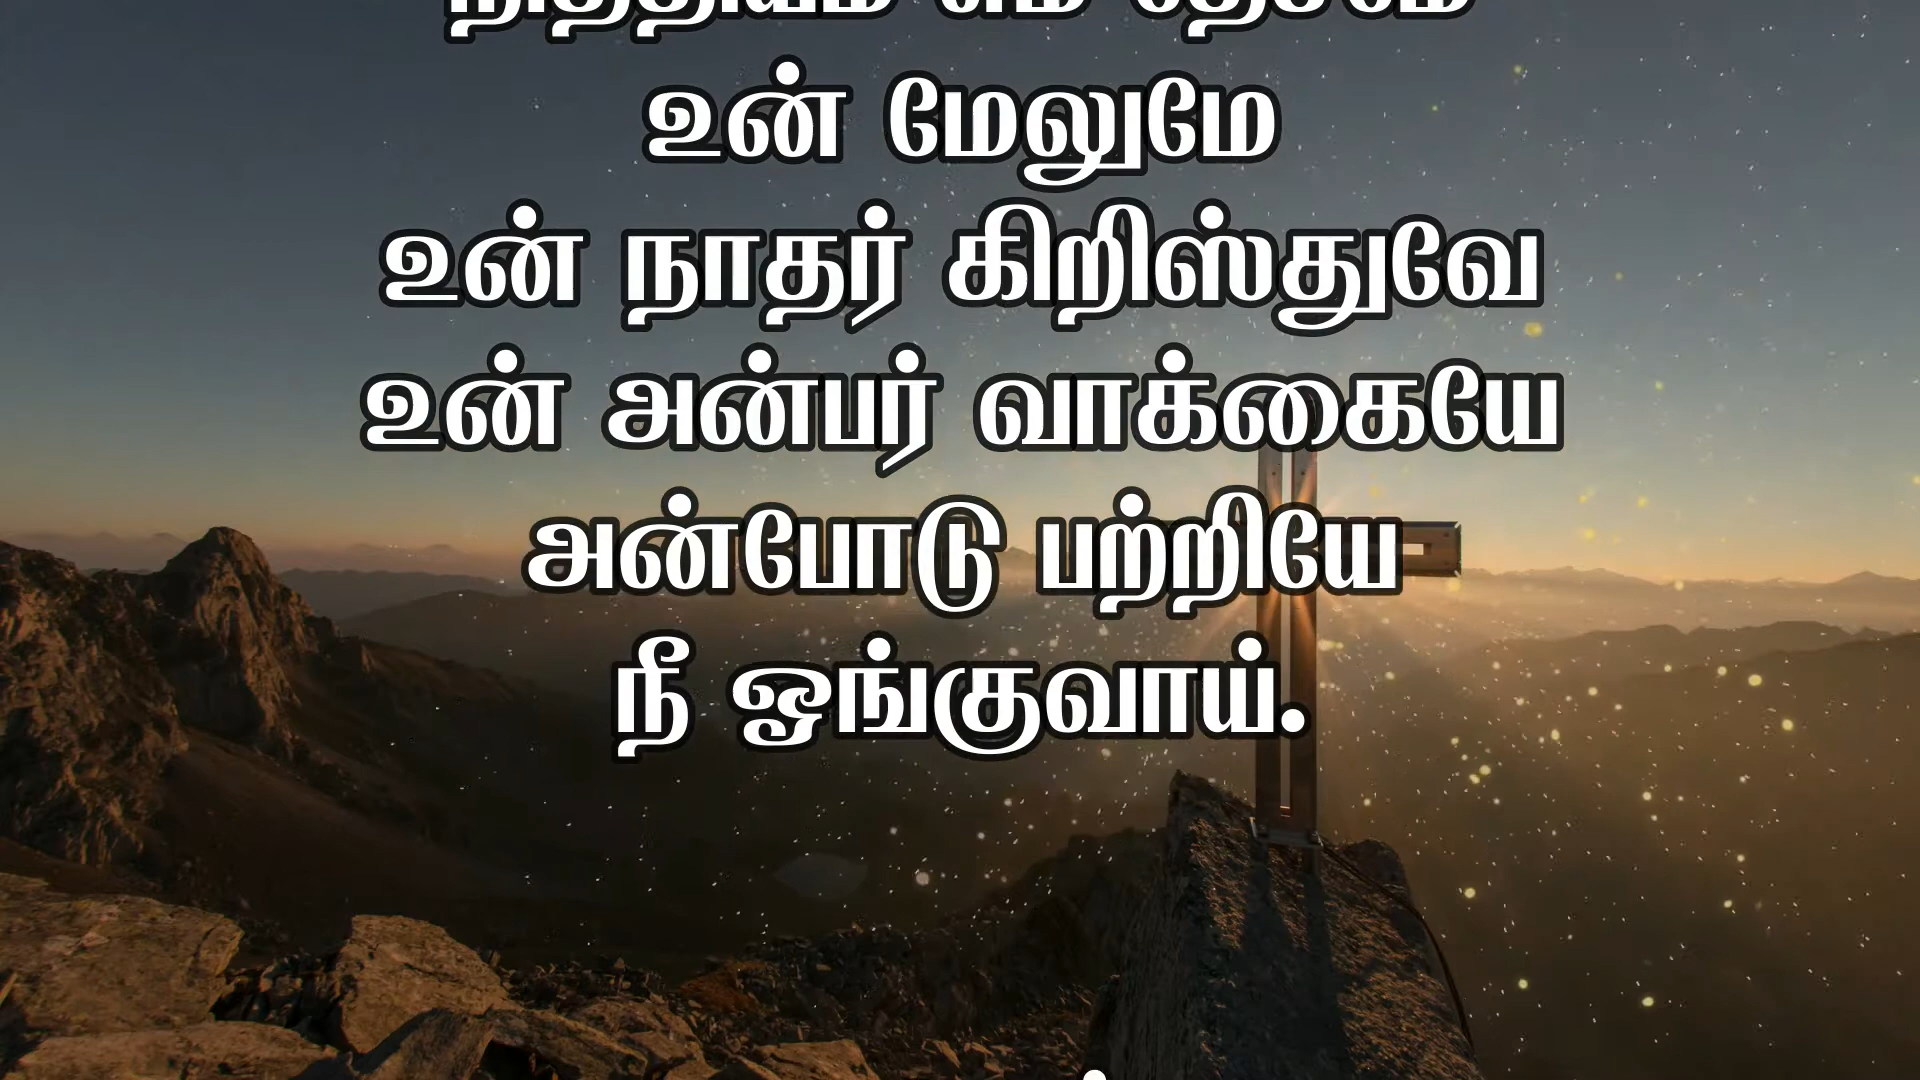 உன் மேலுமே
உன் நாதர் கிறிஸ்துவே
உன் அன்பர் வாக்கையே
அன்போடு பற்றியே
நீ ஓங்குவாய்.